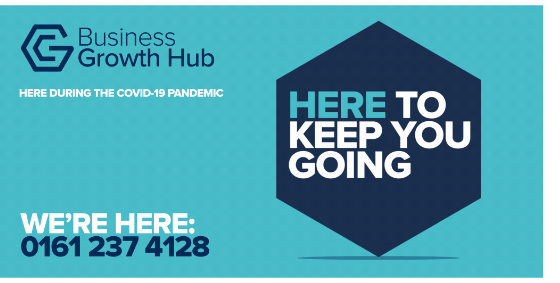 Business
Growth Hub
HERE DURING THE COVID-19 PANDEMIC
HERE TO
KEEP YOU
GOING
WE'RE HERE:
0161 237 4128